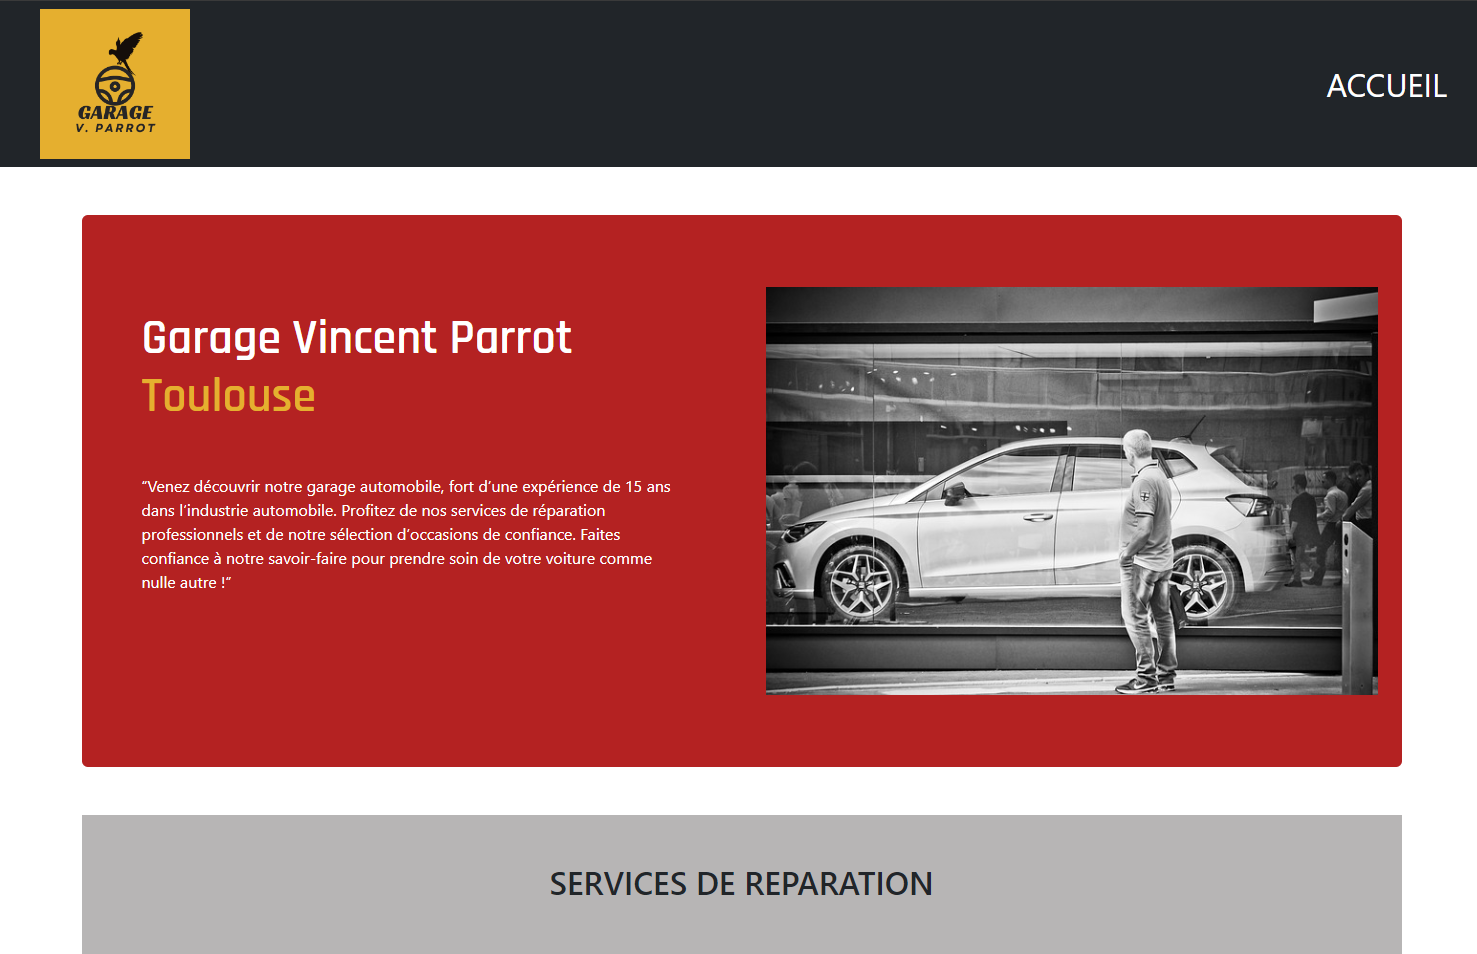 GARAGE
V. PARROT
ACCUEIL
Garage Vincent Parrot
Toulouse
“Venez découvrir notre garage automobile, fort d’une expérience de 15 ans
dans l’industrie automobile. Profitez de nos services de réparation
professionnels et de notre sélection d’occasions de confiance. Faites
confiance à notre savoir-faire pour prendre soin de votre voiture comme
nulle autre !”
SERVICES DE REPARATION